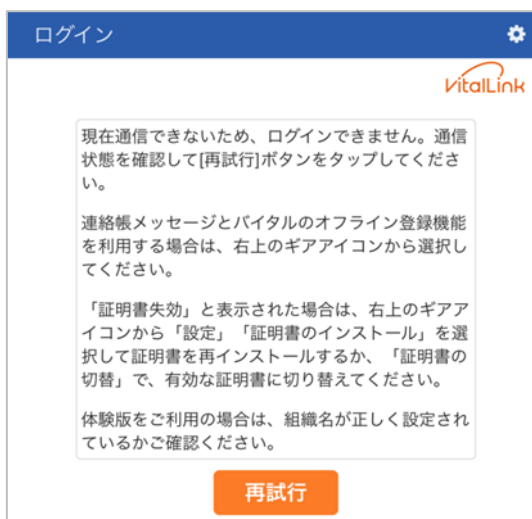 ログイン
VitalLink
現在通信できないため、ログインできません。通信
状態を確認して[再試行]ボタンをタップしてくださ
い。
連絡帳メッセージとバイタルのオフライン登録機能
を利用する場合は、右上のギアアイコンから選択し
てください。
「証明書失効」と表示された場合は、右上のギアア
イコンから「設定」「証明書のインストール」を選
択して証明書を再インストールするか、「証明書の
切替」で、有効な証明書に切り替えてください。
体験版をご利用の場合は、組織名が正しく設定され
ているかご確認ください。
再試行